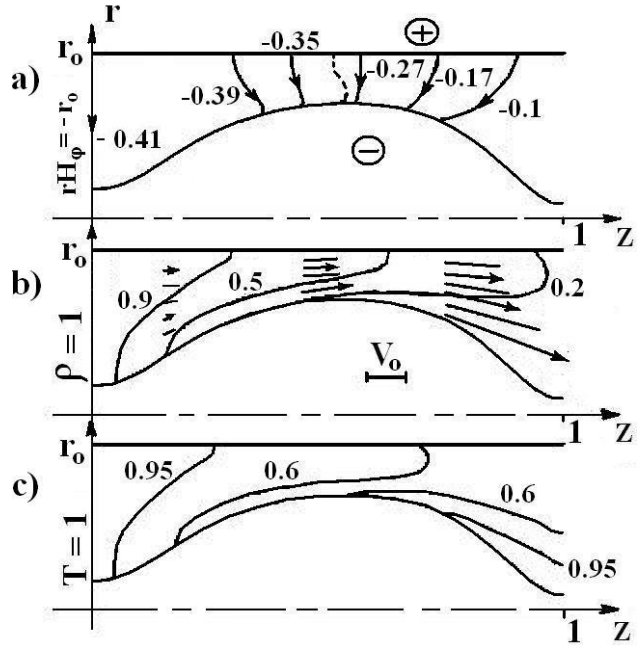 r
r₀
a)
+
-0.35
-0.27
-0.17
-0.39
-0.1
- 0.41
rHφ = -r₀
−
1
Z
r₀
b)
0.9
0.5
0.2
ρ = 1
V₀
1
Z
r₀
c)
0.95
0.6
0.6
0.95
T = 1
1
Z